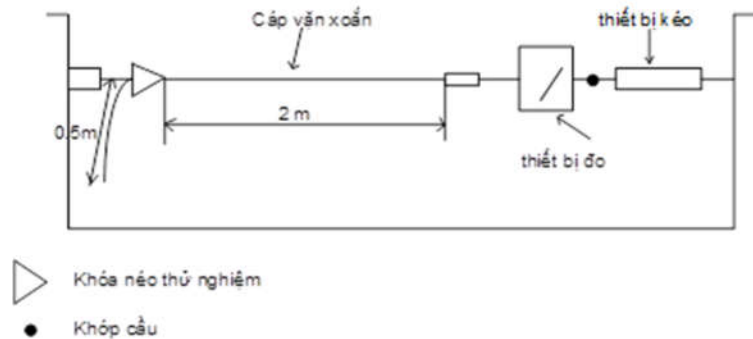 Cáp vặn xoắn
thiết bị kéo
0.5m
2 m
thiết bị đo
Khóa néo thử nghiệm
Khớp cầu